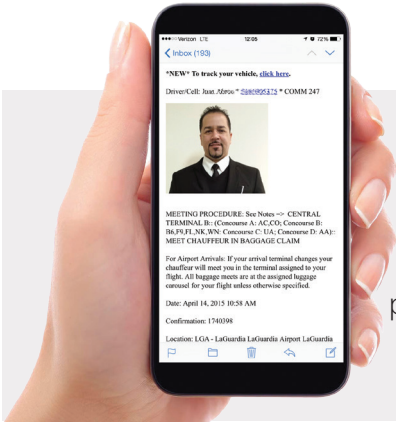 Verizon LTE 12:05 72%
Inbox (193)
*NEW* To track your vehicle, click here.
Driver/Cell: Juan * COMM 247
MEETING PROCEDURE: See Notes => CENTRAL
TERMINAL B:: (Concourse A: AC,CO; Concourse B:
B6,F9,FL,NK,WN: Concourse C: UA; Concourse D: AA)::
MEET CHAUFFEUR IN BAGGAGE CLAIM
For Airport Arrivals: If your arrival terminal changes your
chauffeur will meet you in the terminal assigned to your
flight. All baggage meets are at the assigned luggage
carousel for your flight unless otherwise specified.
Date: April 14, 2015 10:58 AM
Confirmation: 1740398
Location: LGA - LaGuardia LaGuardia Airport LaGuardia
p